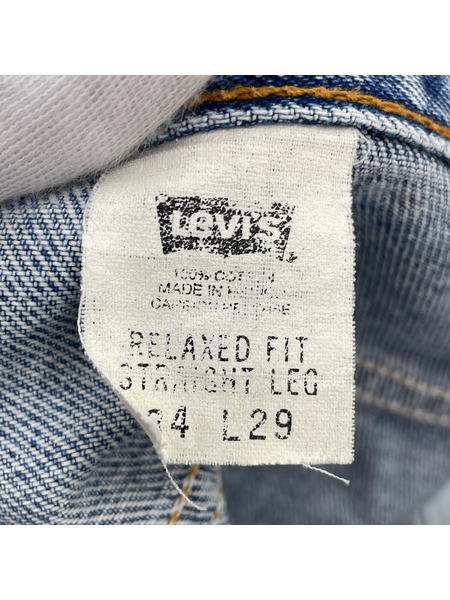 LEVI'S
100% COTTON
MADE IN
RELAXED FIT
STRAIGHT LEG
34 L29